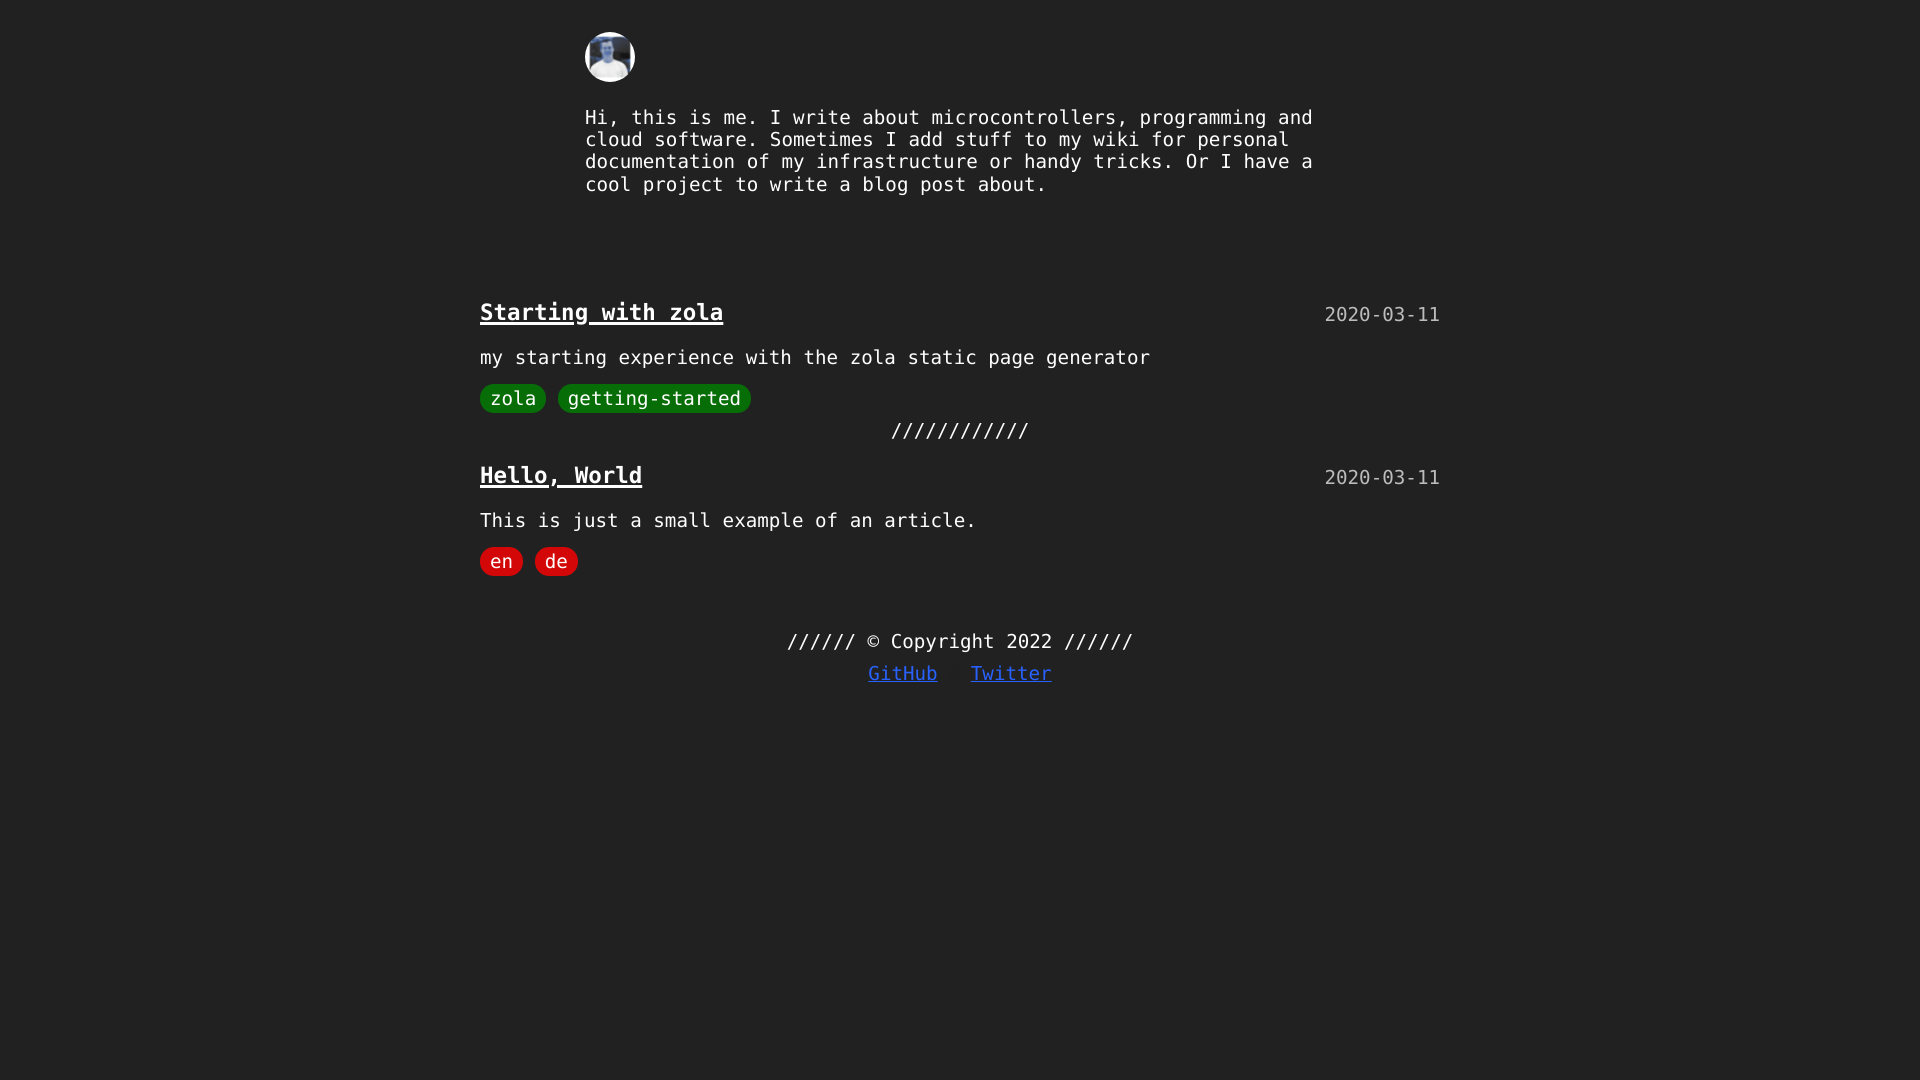 Hi, this is me. I write about microcontrollers, programming and
cloud software. Sometimes I add stuff to my wiki for personal
documentation of my infrastructure or handy tricks. Or I have a
cool project to write a blog post about.
Starting with zola 2020-03-11
my starting experience with the zola static page generator
zola getting-started
////////////
Hello, World 2020-03-11
This is just a small example of an article.
en de
////// © Copyright 2022 //////
GitHub Twitter